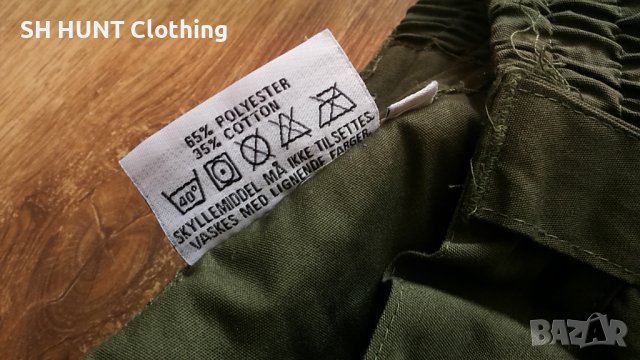 SH HUNT Clothing
65% POLYESTER
35% COTTON
40°
SKYLLEMIDDEL MÅ IKKE TILSETTES.
VASKES MED LIGNENDE FARGER.
BAZAR